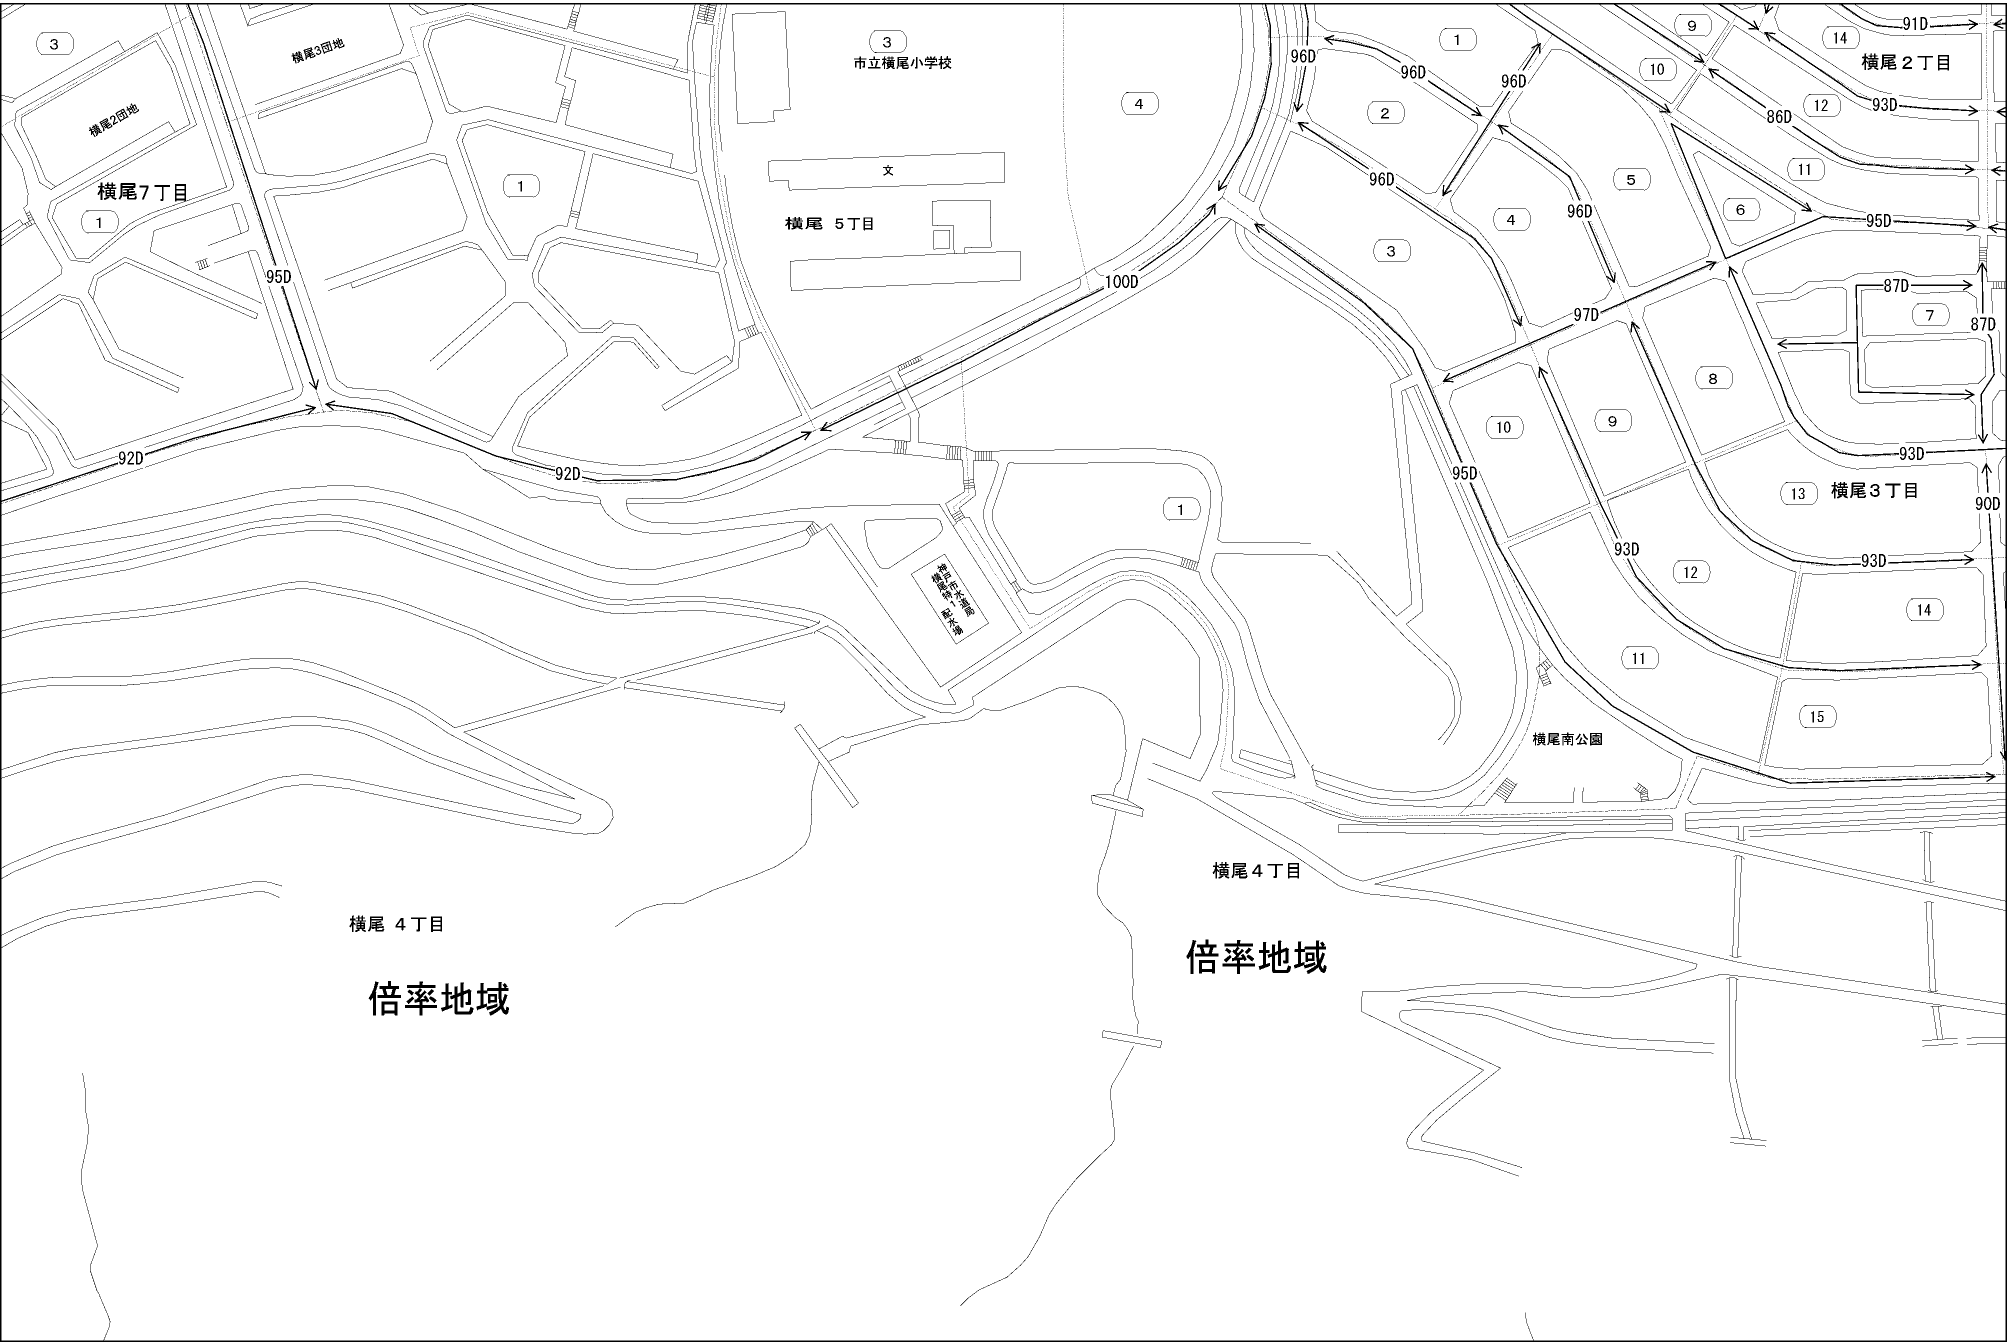 3
横尾3団地
3
市立横尾小学校
1
9
14
91D
横尾２丁目
96D
96D
96D
10
4
2
12
93D
86D
横尾2団地
文
横尾７丁目
1
1
96D
5
11
横尾 5丁目
96D
4
6
95D
3
95D
100D
97D
87D
7
87D
8
10
9
92D
92D
95D
93D
横尾３丁目
13
90D
1
93D
93D
12
神戸市水道局
横尾特1 配水場
14
11
15
横尾南公園
横尾４丁目
横尾 ４丁目
倍率地域
倍率地域